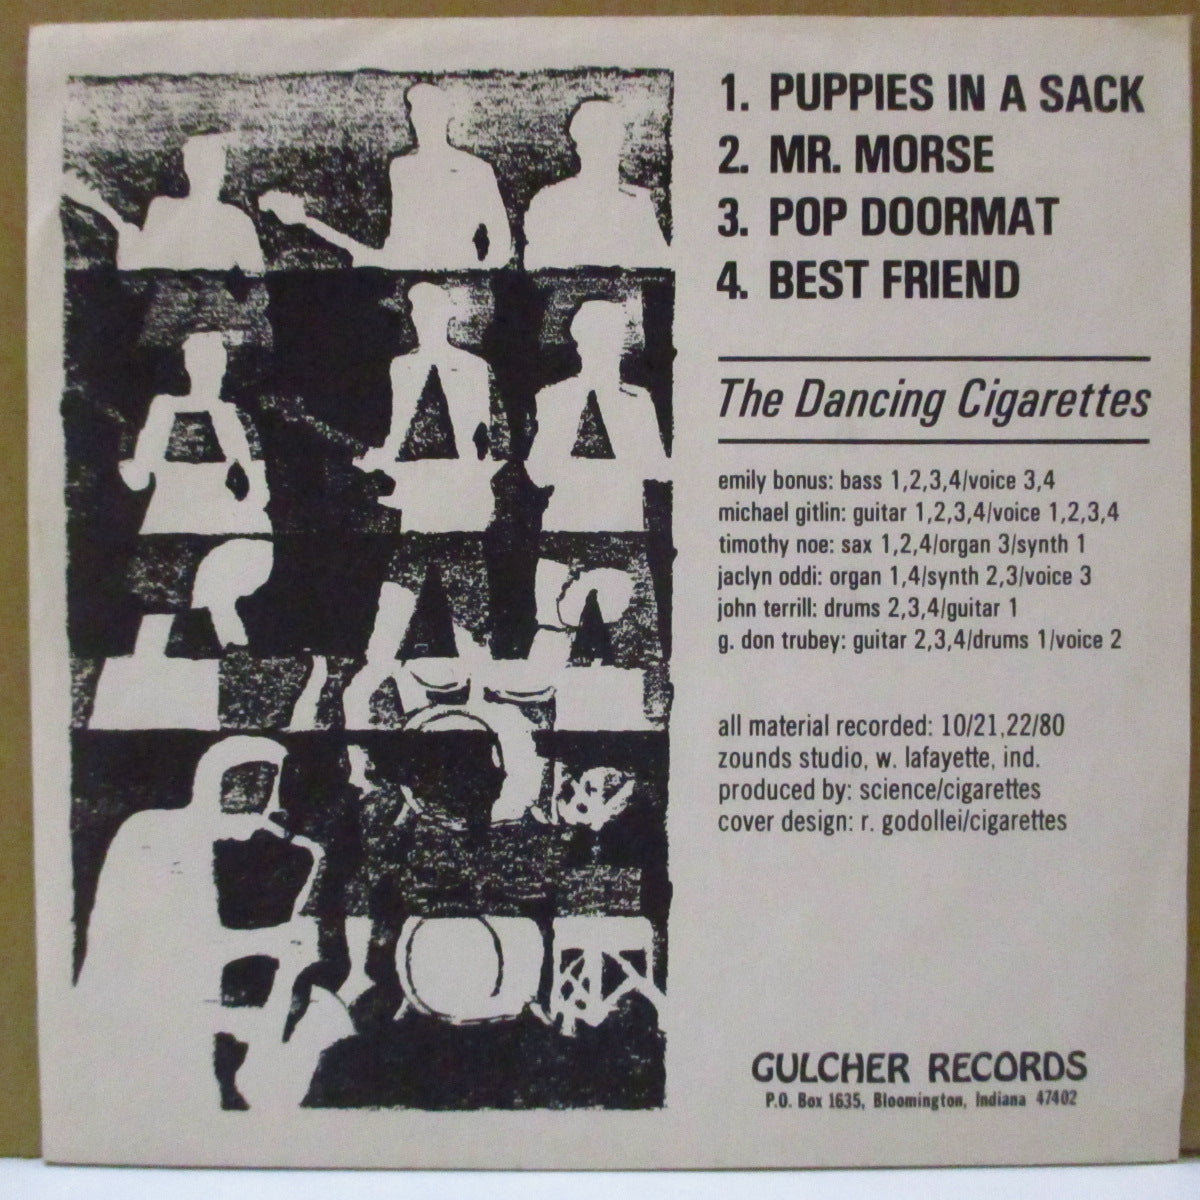 1. PUPPIES IN A SACK
2. MR. MORSE
3. POP DOORMAT
4. BEST FRIEND
The Dancing Cigarettes
emily bonus: bass 1,2,3,4/voice 3,4
michael gitlin: guitar 1,2,3,4/voice 1,2,3,4
timothy noe: sax 1,2,4/organ 3/synth 1
jaclyn oddi: organ 1,4/synth 2,3/voice 3
john terrill: drums 2,3,4/guitar 1
g. don trubey: guitar 2,3,4/drums 1/voice 2
all material recorded: 10/21,22/80
zounds studio, w. lafayette, ind.
produced by: science/cigarettes
cover design: r. godollei/cigarettes
GULCHER RECORDS
P.O. Box 1635, Bloomington, Indiana 47402